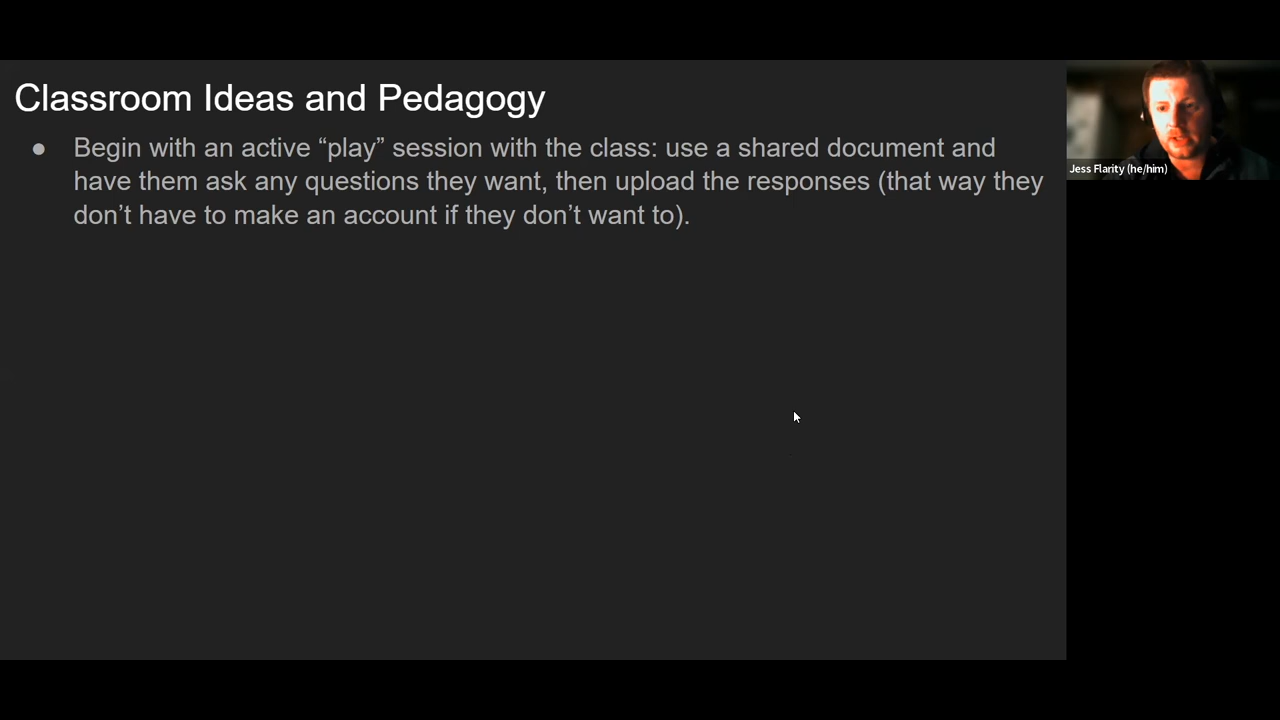 Classroom Ideas and Pedagogy
● Begin with an active “play” session with the class: use a shared document and
have them ask any questions they want, then upload the responses (that way they
don’t have to make an account if they don’t want to).
Jess Flarity (he/him)